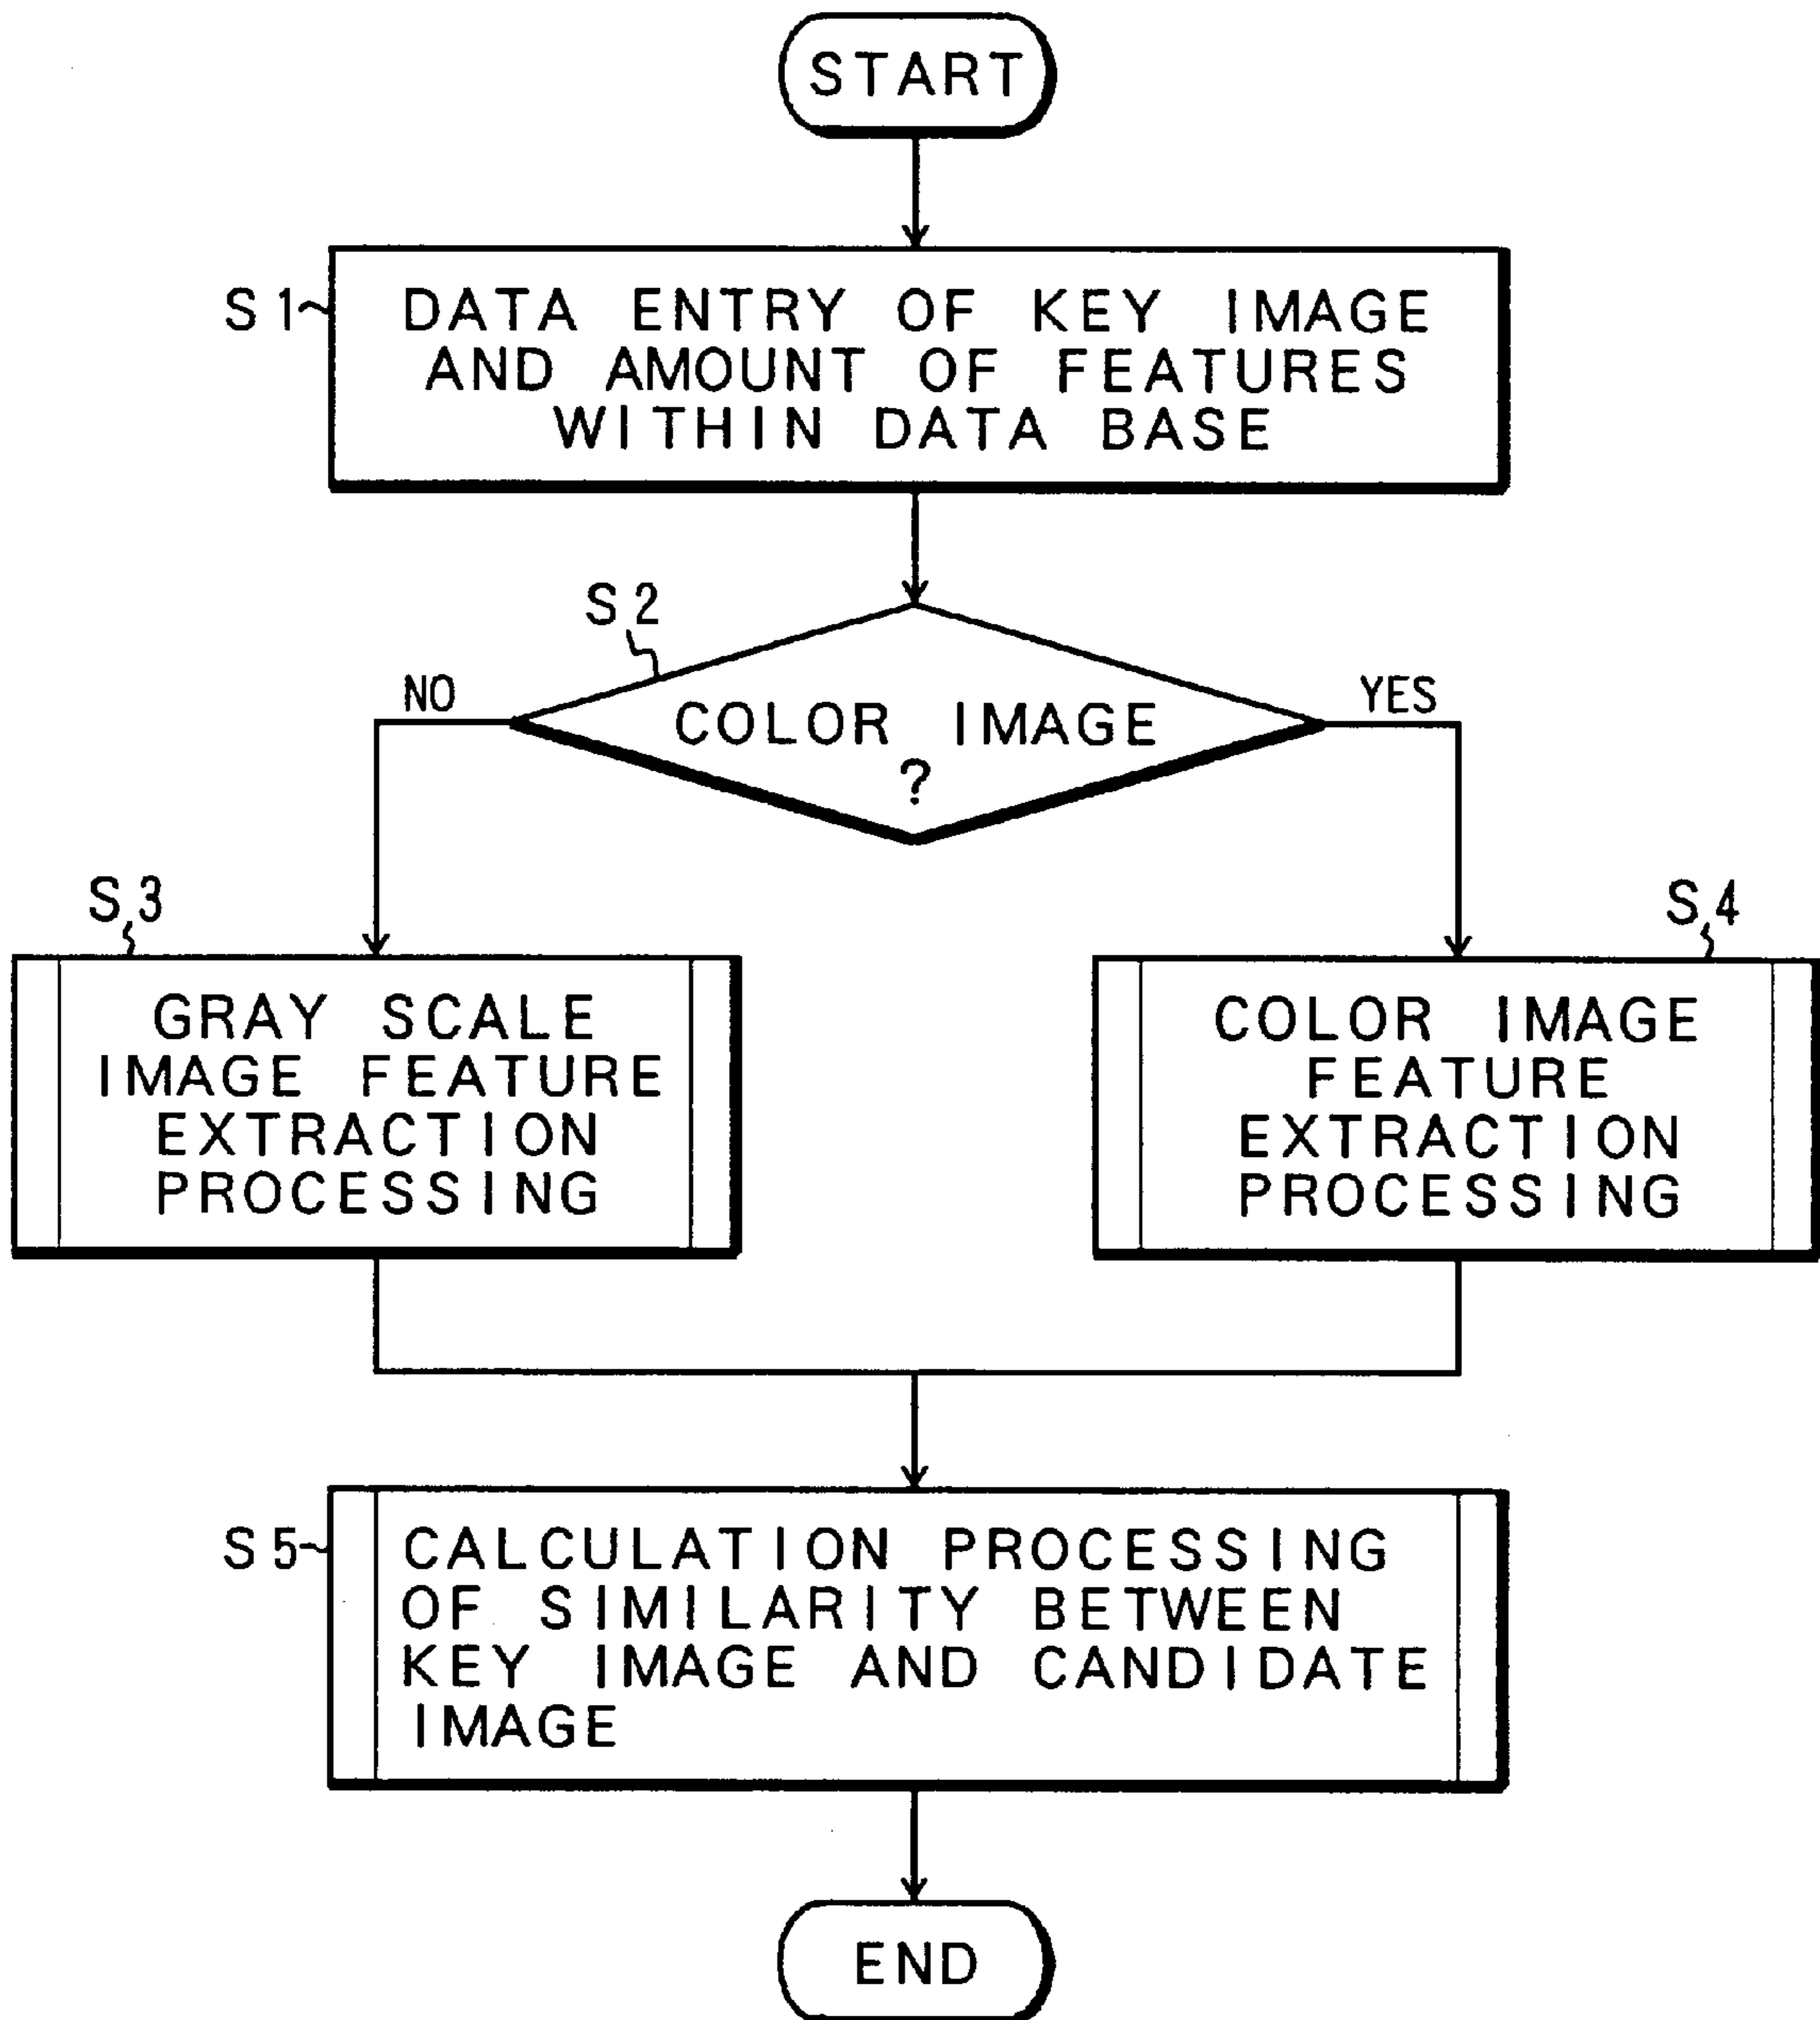 START
S1
DATA ENTRY OF KEY IMAGE
AND AMOUNT OF FEATURES
WITHIN DATA BASE
S2
NO
COLOR IMAGE
?
YES
S3
GRAY SCALE
IMAGE FEATURE
EXTRACTION
PROCESSING
S4
COLOR IMAGE
FEATURE
EXTRACTION
PROCESSING
S5
CALCULATION PROCESSING
OF SIMILARITY BETWEEN
KEY IMAGE AND CANDIDATE
IMAGE
END